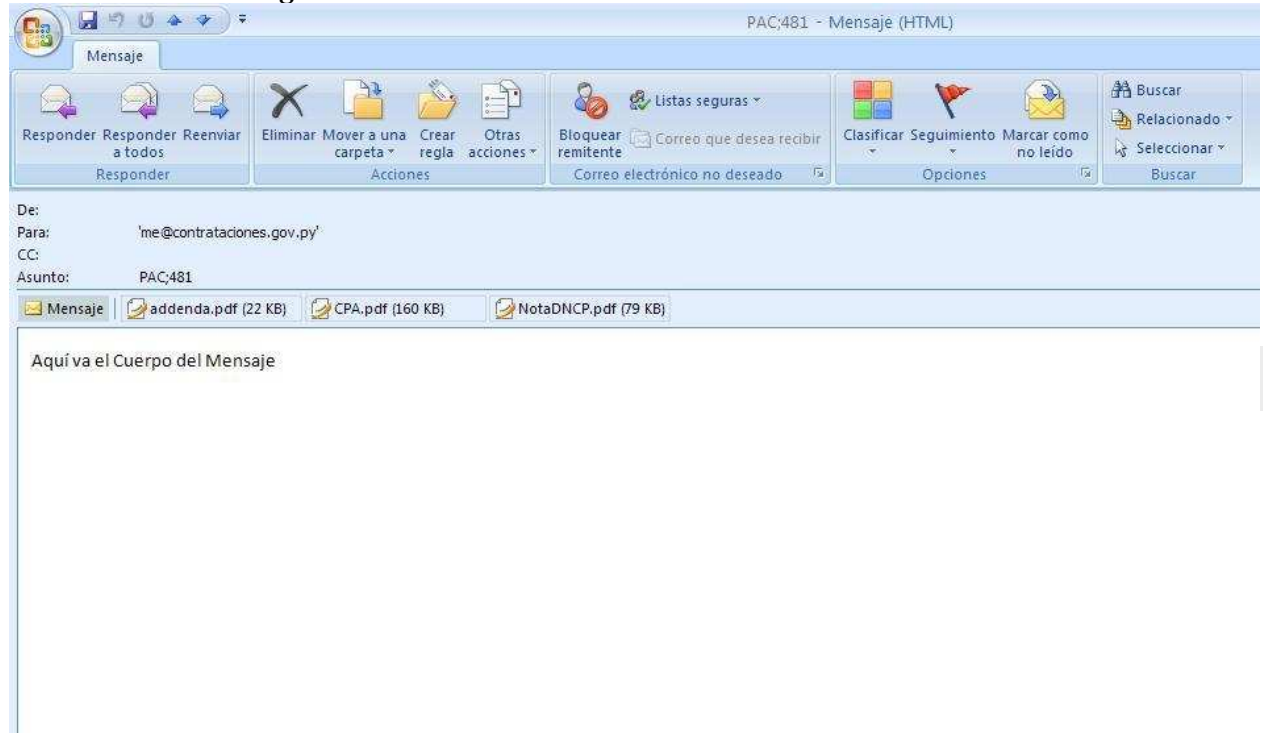 PAC;481 - Mensaje (HTML)
Mensaje
Responder Responder a todos Reenviar
Eliminar Mover a una carpeta Crear regla Otras acciones
Bloquear remitente Listas seguras Correo que desea recibir
Clasificar Seguimiento Marcar como no leído
Buscar
Relacionado
Seleccionar
Responder Acciones Correo electrónico no deseado Opciones Buscar
De:
Para: 'me@contrataciones.gov.py'
CC:
Asunto: PAC;481
Mensaje addenda.pdf (22 KB) CPA.pdf (160 KB) NotaDNCP.pdf (79 KB)
Aquí va el Cuerpo del Mensaje